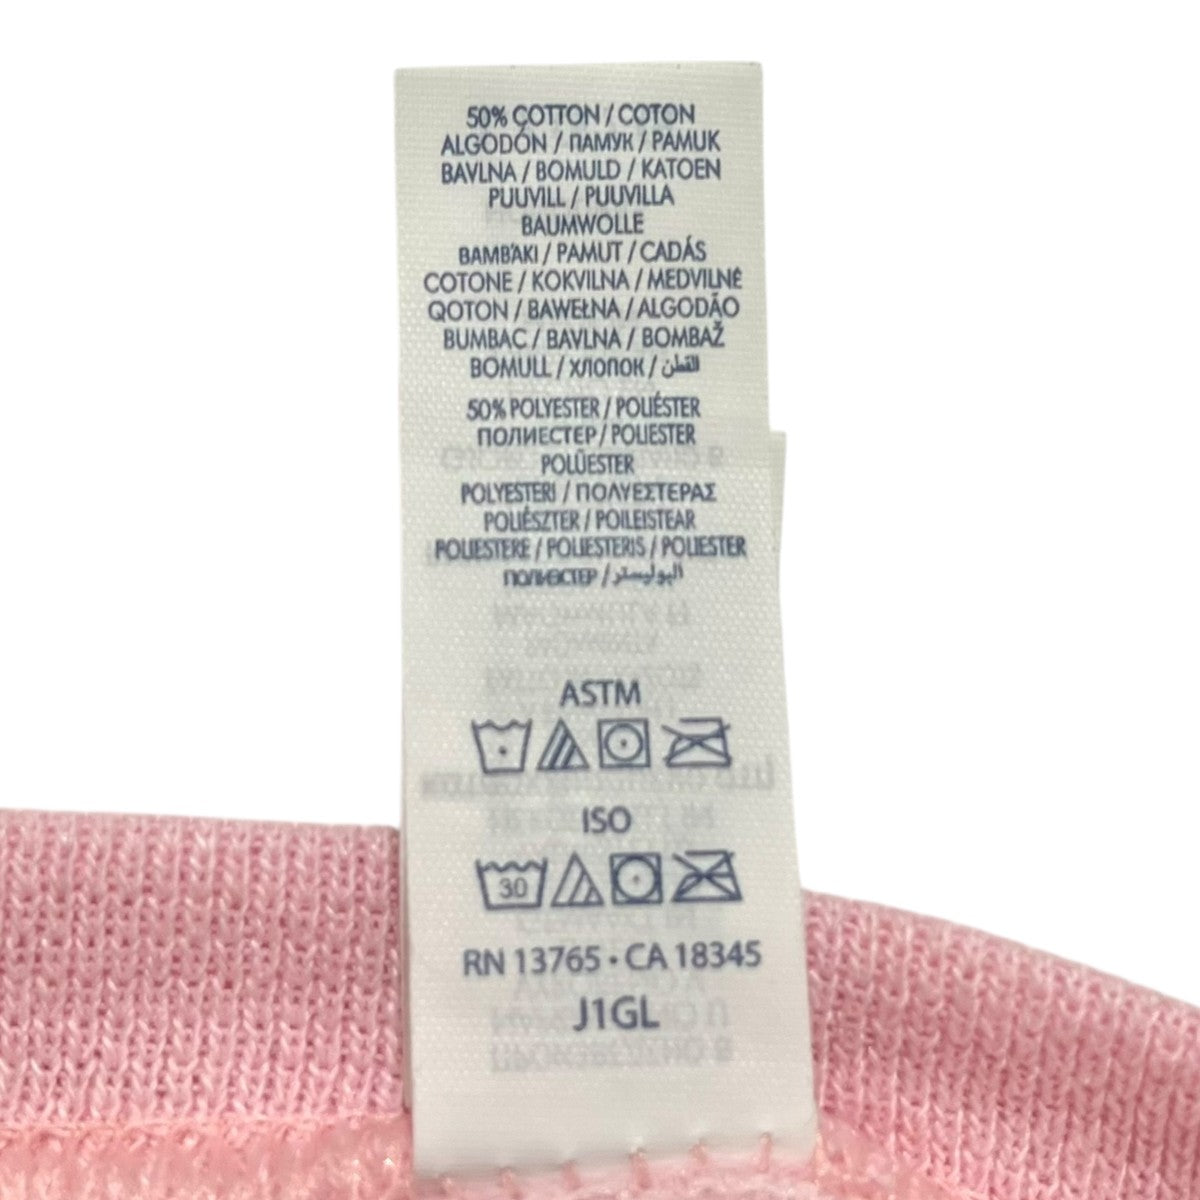 50% COTTON / COTON
ALGODÓN / ПАМУК / PAMUK
BAVLNA / BOMULD / KATOEN
PUUVILL / PUUVILLA
BAUMWOLLE
BAMBAKI / PAMUT / CADÁS
COTONE / KOKVILNA / MEDVILNĖ
QOTON / BAWEŁNA / ALGODÃO
BUMBAC / BAVLNA / BOMBAŽ
BOMULL / ХЛОПОК / القطن
50% POLYESTER / POLIÉSTER
ПОЛИЕСТЕР / POLIESTER
POLÜESTER
POLYESTERI / ΠΟΛΥΕΣΤΕΡΑΣ
POLIÉSZTER / POILEISTEAR
POLIESTERE / POLIESTERIS / POLIESTER
ПОЛИЭСТЕР / البوليستر
ASTM
ISO
30
RN 13765 • CA 18345
J1GL